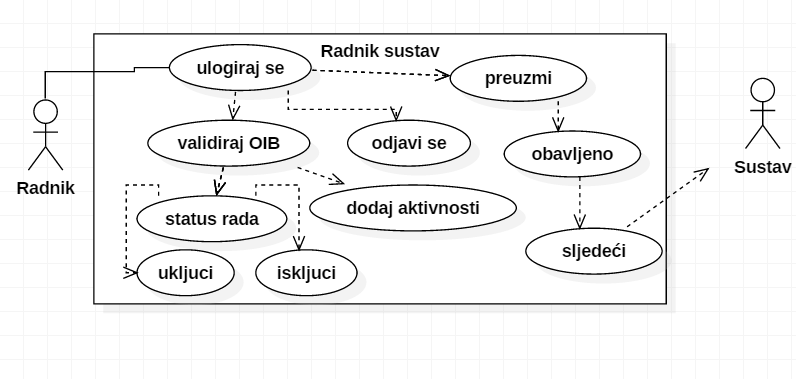 Radnik sustav
ulogiraj se
preuzmi
validiraj OIB
odjavi se
obavljeno
Radnik
Sustav
status rada
dodaj aktivnosti
sljedeći
ukljuci
iskljuci